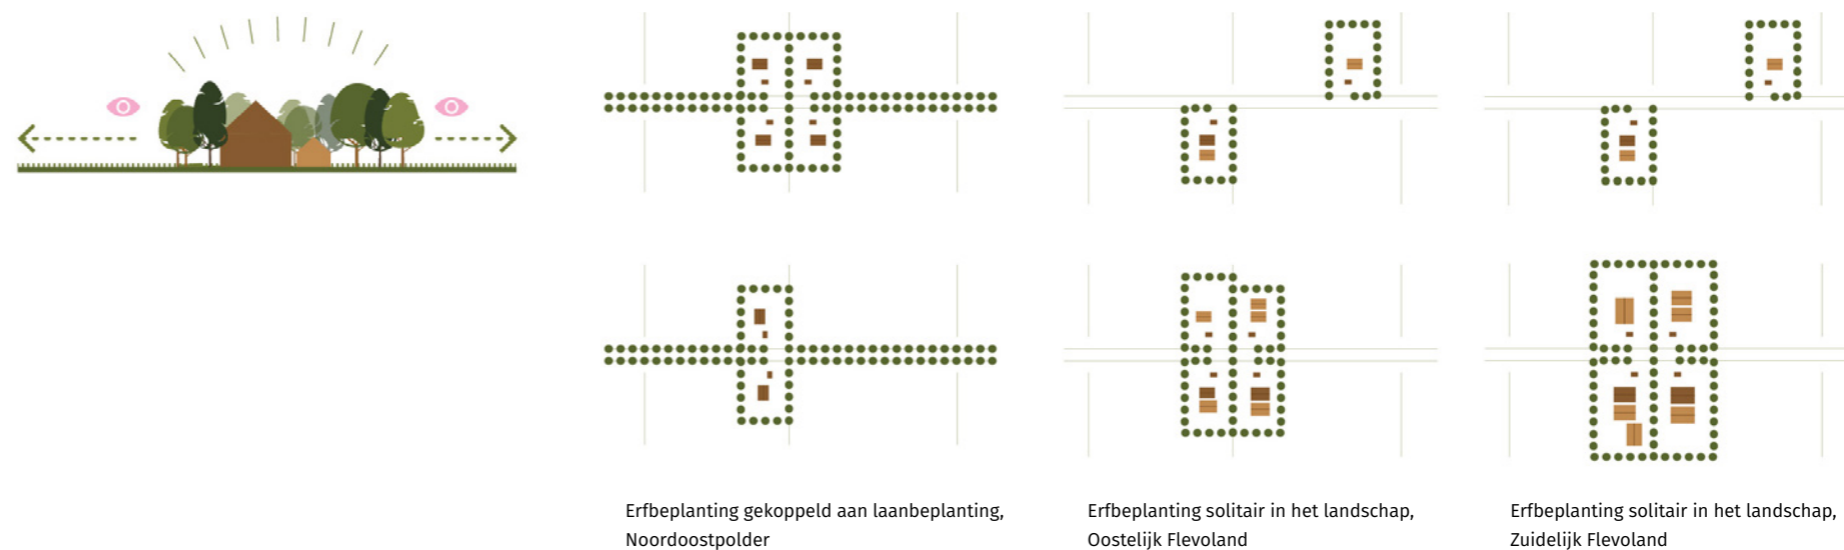 Erfbeplanting gekoppeld aan laanbeplanting,
Noordoostpolder
Erfbeplanting solitair in het landschap,
Oostelijk Flevoland
Erfbeplanting solitair in het landschap,
Zuidelijk Flevoland